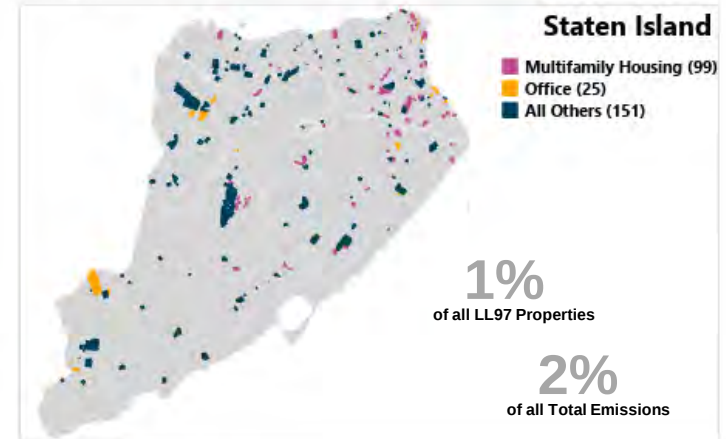 Staten Island
Multifamily Housing (99)
Office (25)
All Others (151)
1%
of all LL97 Properties
2%
of all Total Emissions